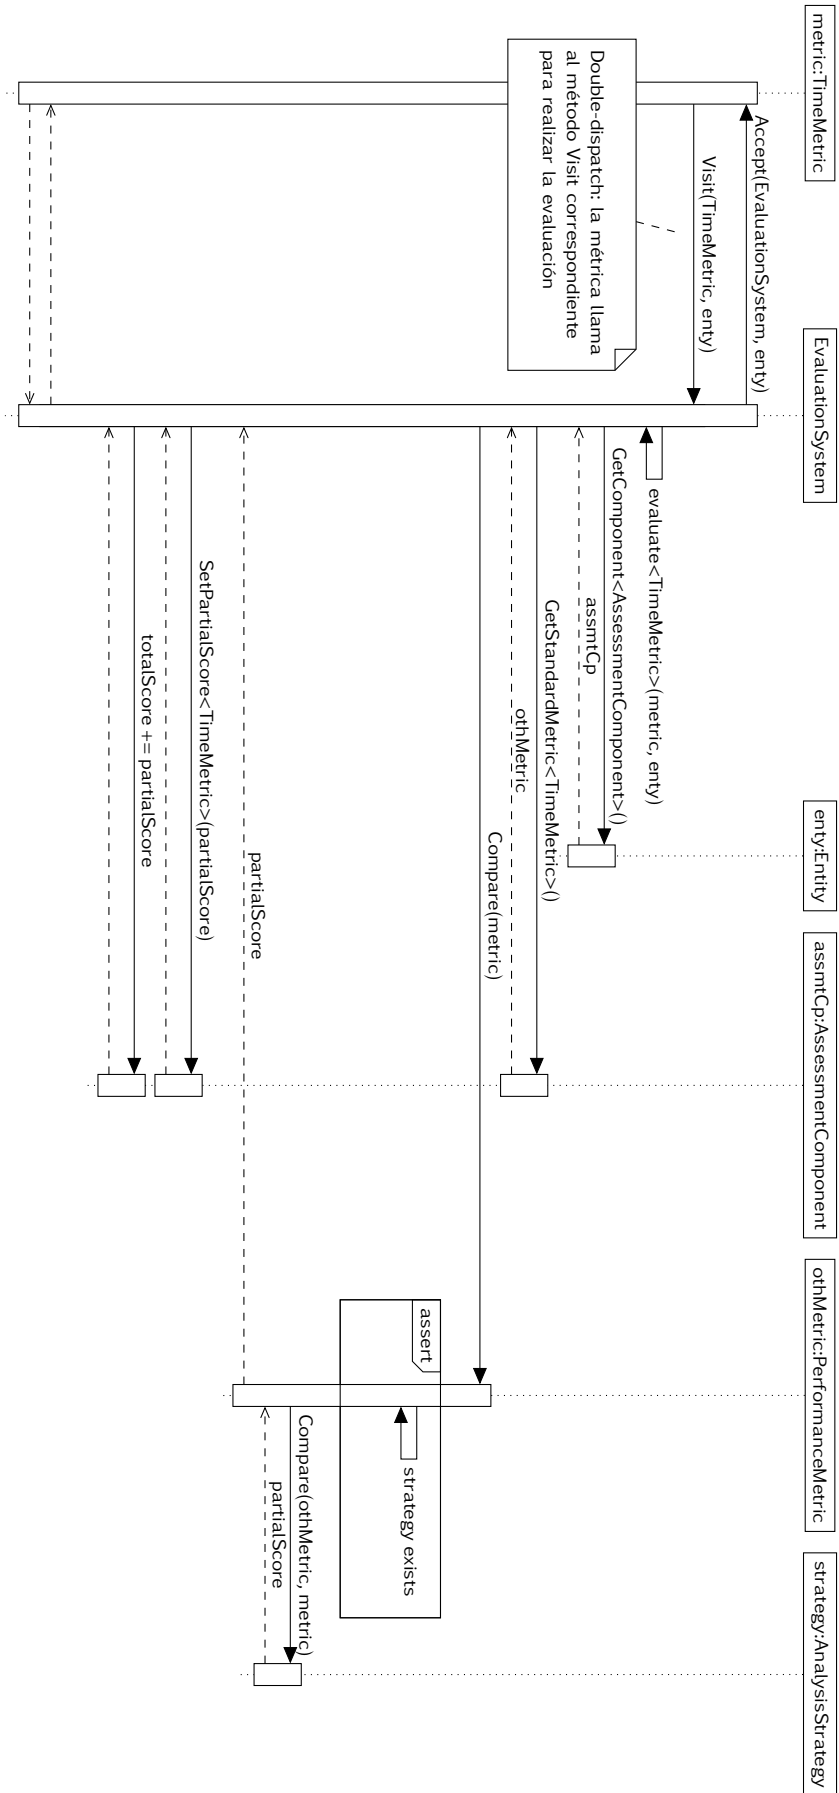 metric:TimeMetric
EvaluationSystem
enty:Entity
assmtCp:AssessmentComponent
othMetric:PerformanceMetric
strategy:AnalysisStrategy
Accept(EvaluationSystem, enty)
Visit(TimeMetric, enty)
evaluate<TimeMetric>(metric, enty)
Double-dispatch: la métrica llama
al método Visit correspondiente
para realizar la evaluación
GetComponent<AssessmentComponent>()
assmtCp
GetStandardMetric<TimeMetric>()
othMetric
Compare(metric)
assert
strategy exists
Compare(othMetric, metric)
partialScore
partialScore
SetPartialScore<TimeMetric>(partialScore)
totalScore += partialScore